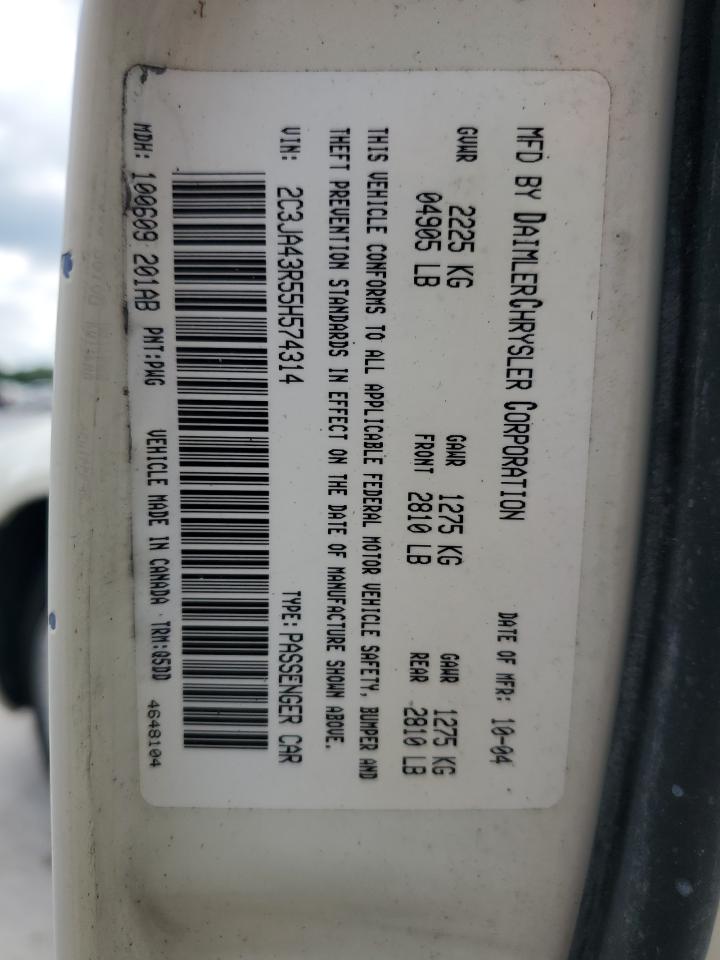 MFD BY DAIMLERCHRYSLER CORPORATION DATE OF MFR: 10-04
GVWR 2225 KG GAWR 1275 KG GAWR 1275 KG
04905 LB FRONT 2810 LB REAR 2810 LB
THIS VEHICLE CONFORMS TO ALL APPLICABLE FEDERAL MOTOR VEHICLE SAFETY, BUMPER AND
THEFT PREVENTION STANDARDS IN EFFECT ON THE DATE OF MANUFACTURE SHOWN ABOVE.
VIN: 2C3JA43R55H574314 TYPE: PASSENGER CAR
MDH: 100609 201AB PNT:PWG VEHICLE MADE IN CANADA TRM:Q5DD 4648104